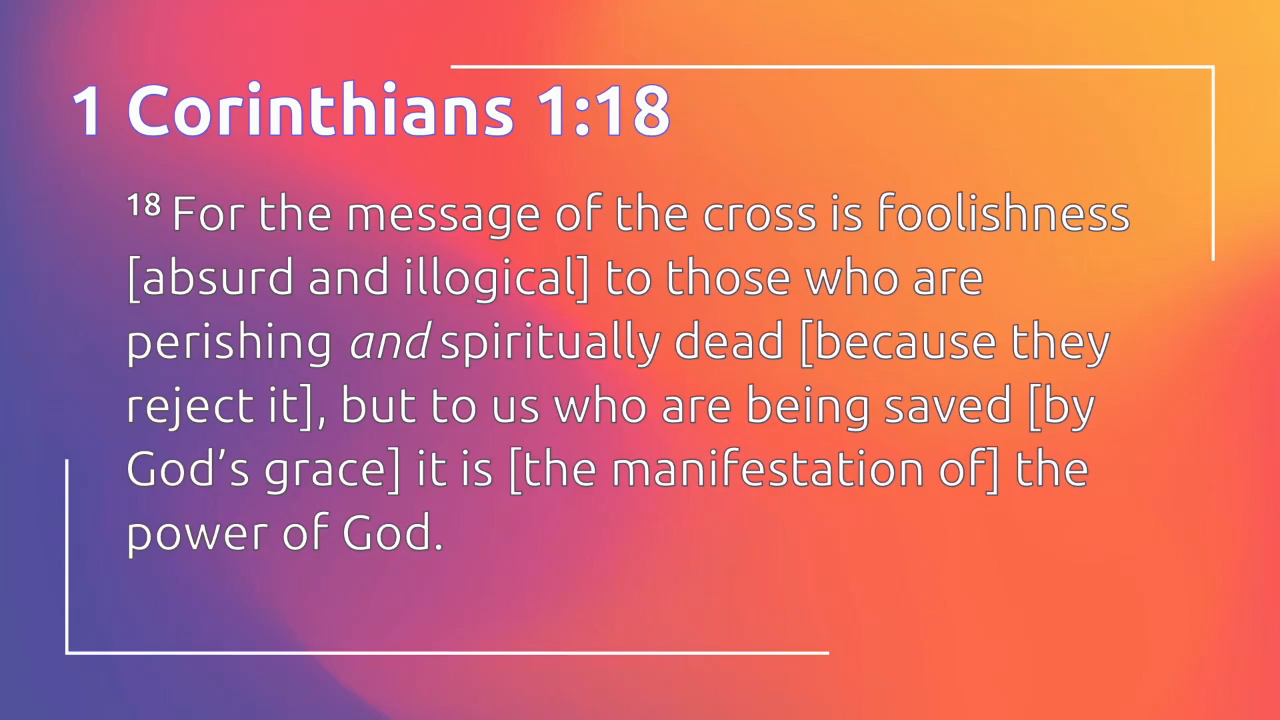 1 Corinthians 1:18
18 For the message of the cross is foolishness
[absurd and illogical] to those who are
perishing and spiritually dead [because they
reject it], but to us who are being saved [by
God’s grace] it is [the manifestation of] the
power of God.